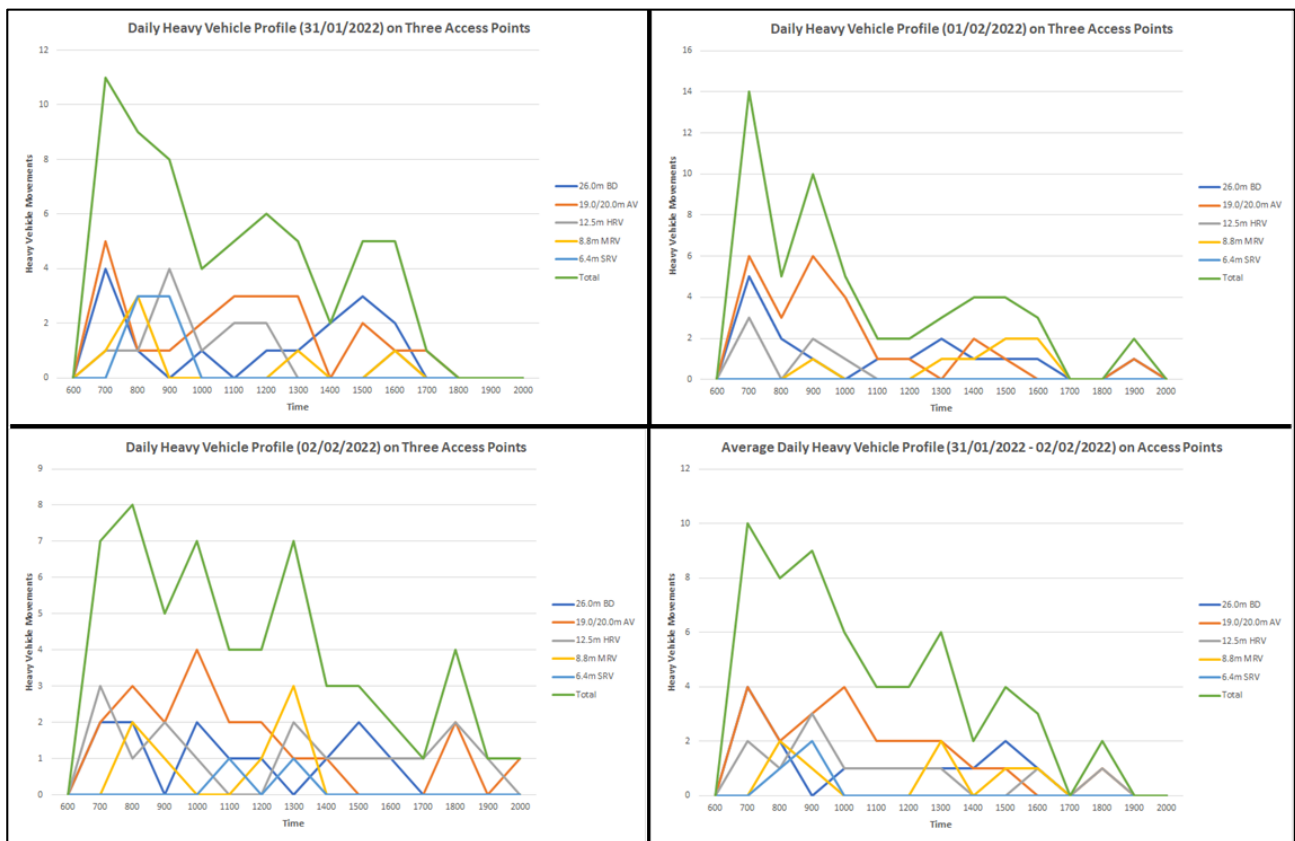 Daily Heavy Vehicle Profile (31/01/2022) on Three Access Points
12
10
8
6
4
2
0
Heavy Vehicle Movements
600 700 800 900 1000 1100 1200 1300 1400 1500 1600 1700 1800 1900 2000
Time
26.0m BD
19.0/20.0m AV
12.5m HRV
8.8m MRV
6.4m SRV
Total
Daily Heavy Vehicle Profile (01/02/2022) on Three Access Points
16
14
12
10
8
6
4
2
0
Heavy Vehicle Movements
600 700 800 900 1000 1100 1200 1300 1400 1500 1600 1700 1800 1900 2000
Time
26.0m BD
19.0/20.0m AV
12.5m HRV
8.8m MRV
6.4m SRV
Total
Daily Heavy Vehicle Profile (02/02/2022) on Three Access Points
9
8
7
6
5
4
3
2
1
0
Heavy Vehicle Movements
600 700 800 900 1000 1100 1200 1300 1400 1500 1600 1700 1800 1900 2000
Time
26.0m BD
19.0/20.0m AV
12.5m HRV
8.8m MRV
6.4m SRV
Total
Average Daily Heavy Vehicle Profile (31/01/2022 - 02/02/2022) on Access Points
12
10
8
6
4
2
0
Heavy Vehicle Movements
600 700 800 900 1000 1100 1200 1300 1400 1500 1600 1700 1800 1900 2000
Time
26.0m BD
19.0/20.0m AV
12.5m HRV
8.8m MRV
6.4m SRV
Total